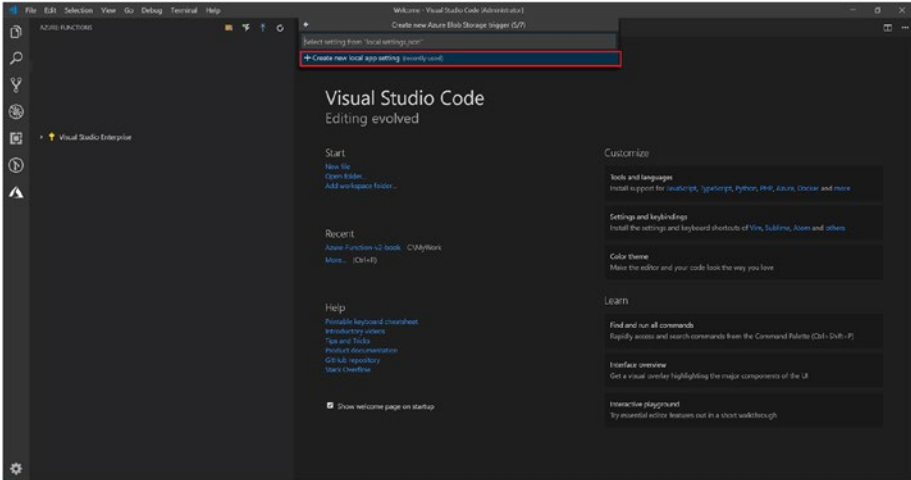 File Edit Selection View Go Debug Terminal Help
Welcome - Visual Studio Code [Administrator]
AZURE FUNCTIONS
Create new Azure Blob Storage trigger (5/7)
Select setting from "local.settings.json"
+ Create new local app setting (recently used)
Visual Studio Enterprise
Visual Studio Code
Editing evolved
Start
New file
Open folder...
Add workspace folder...
Recent
Azure-Function-v2-book C:\MyWork
More... (Ctrl+R)
Help
Printable keyboard cheatsheet
Introductory videos
Tips and Tricks
Product documentation
GitHub repository
Stack Overflow
Show welcome page on startup
Customize
Tools and languages
Install support for JavaScript, TypeScript, Python, PHP, Azure, Docker and more
Settings and keybindings
Install the settings and keyboard shortcuts of Vim, Sublime, Atom and others
Color theme
Make the editor and your code look the way you love
Learn
Find and run all commands
Rapidly access and search commands from the Command Palette (Ctrl+Shift+P)
Interface overview
Get a visual overlay highlighting the major components of the UI
Interactive playground
Try essential editor features out in a short walkthrough